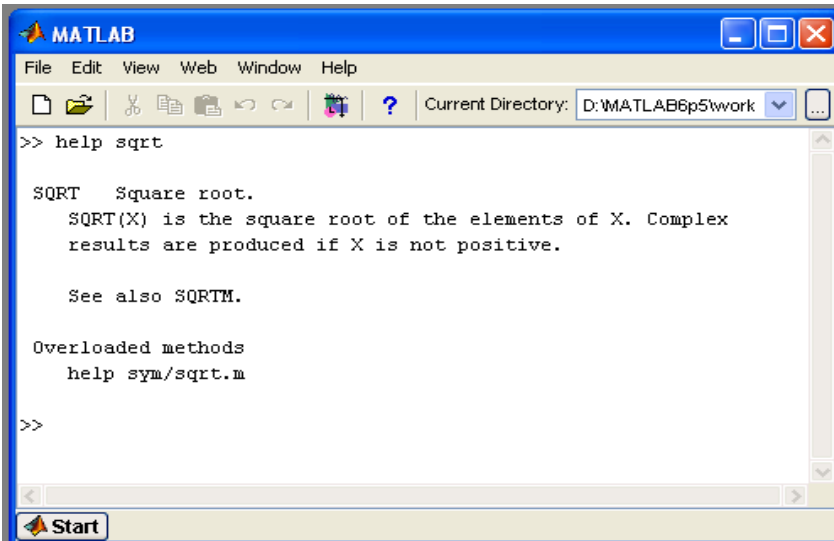 MATLAB
File Edit View Web Window Help
? Current Directory: D:\MATLAB6p5\work ...
>> help sqrt
SQRT Square root.
SQRT(X) is the square root of the elements of X. Complex
results are produced if X is not positive.
See also SQRTM.
Overloaded methods
help sym/sqrt.m
>>
Start